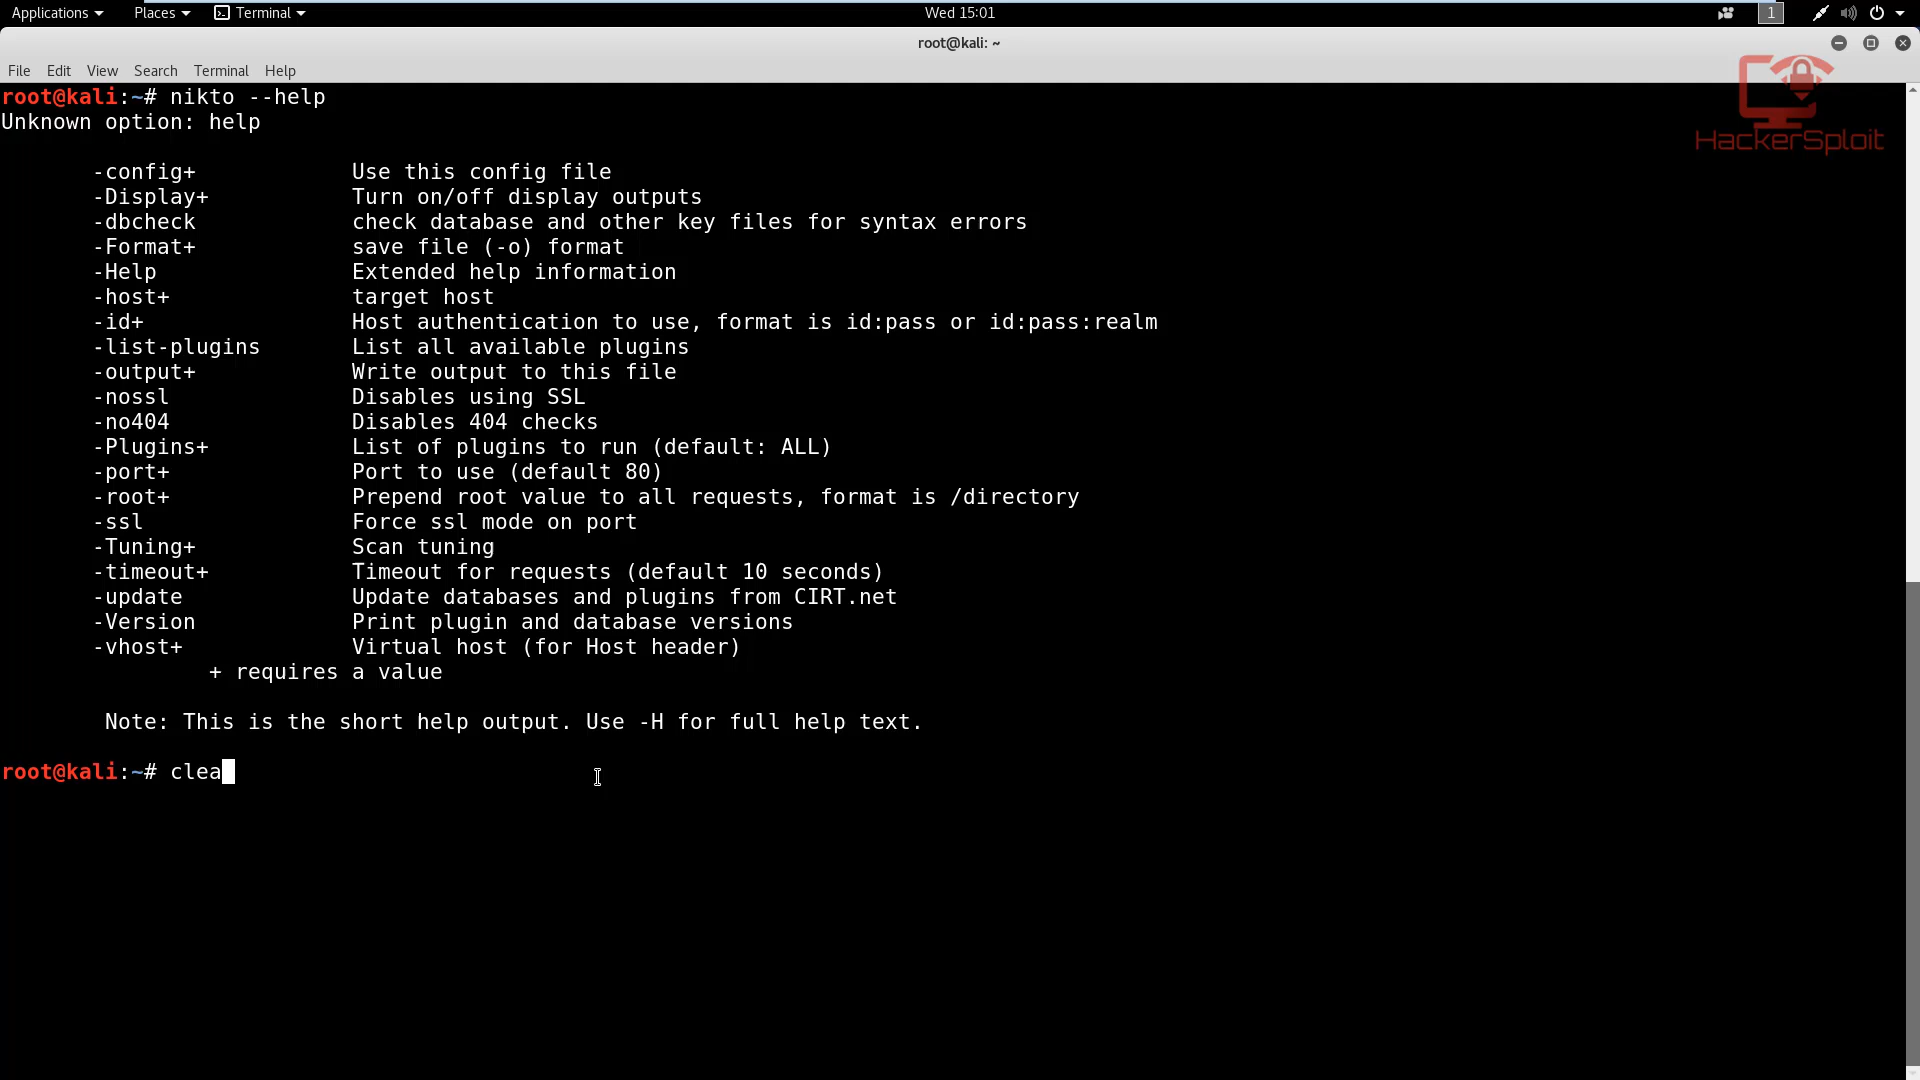 Applications Places Terminal Wed 15:01 1
root@kali: ~
File Edit View Search Terminal Help
HackerSploit
root@kali:~# nikto --help
Unknown option: help
-config+ Use this config file
-Display+ Turn on/off display outputs
-dbcheck check database and other key files for syntax errors
-Format+ save file (-o) format
-Help Extended help information
-host+ target host
-id+ Host authentication to use, format is id:pass or id:pass:realm
-list-plugins List all available plugins
-output+ Write output to this file
-nossl Disables using SSL
-no404 Disables 404 checks
-Plugins+ List of plugins to run (default: ALL)
-port+ Port to use (default 80)
-root+ Prepend root value to all requests, format is /directory
-ssl Force ssl mode on port
-Tuning+ Scan tuning
-timeout+ Timeout for requests (default 10 seconds)
-update Update databases and plugins from CIRT.net
-Version Print plugin and database versions
-vhost+ Virtual host (for Host header)
+ requires a value
Note: This is the short help output. Use -H for full help text.
root@kali:~# clea